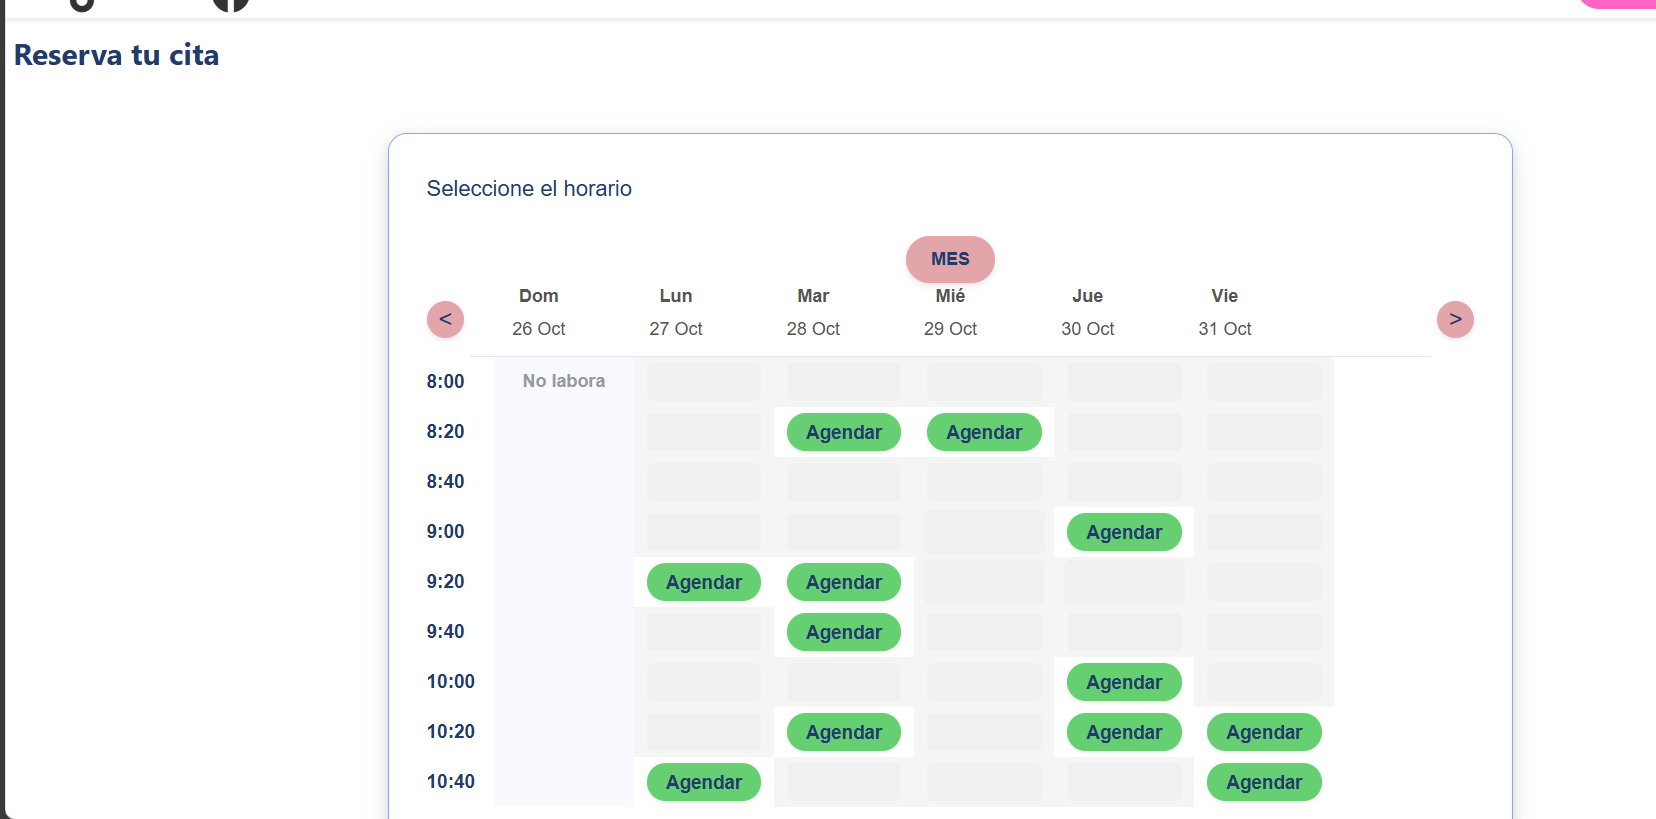 Reserva tu cita
Seleccione el horario
MES
Dom Lun Mar Mié Jue Vie
< 26 Oct 27 Oct 28 Oct 29 Oct 30 Oct 31 Oct >
8:00 No labora
8:20 Agendar Agendar
8:40
9:00 Agendar
9:20 Agendar Agendar
9:40 Agendar
10:00 Agendar
10:20 Agendar Agendar Agendar
10:40 Agendar Agendar